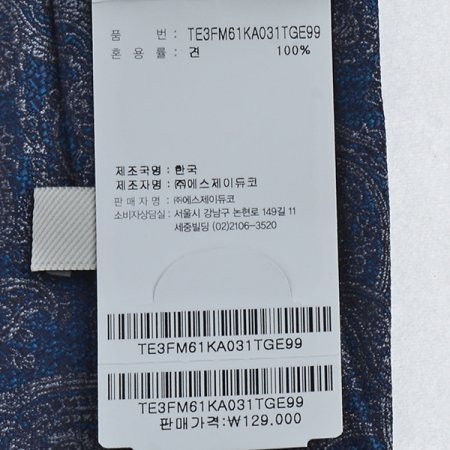 품 번 : TE3FM61KA031TGE99
혼 용 률 : 견 100%
제조국명 : 한국
제조자명 : ㈜에스제이듀코
판 매 자 명 : ㈜에스제이듀코
소비자상담실 : 서울시 강남구 논현로 149길 11
세중빌딩 (02)2106-3520
TE3FM61KA031TGE99
TE3FM61KA031TGE99
판매가격:₩129.000